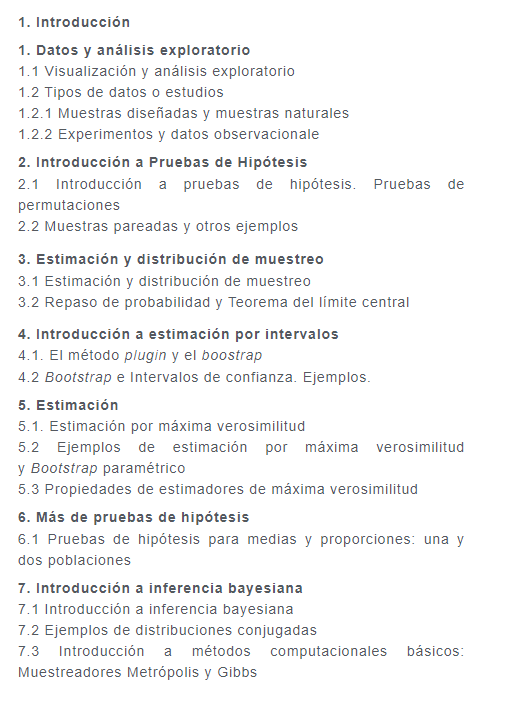 1. Introducción
1. Datos y análisis exploratorio
1.1 Visualización y análisis exploratorio
1.2 Tipos de datos o estudios
1.2.1 Muestras diseñadas y muestras naturales
1.2.2 Experimentos y datos observacionale
2. Introducción a Pruebas de Hipótesis
2.1 Introducción a pruebas de hipótesis. Pruebas de
permutaciones
2.2 Muestras pareadas y otros ejemplos
3. Estimación y distribución de muestreo
3.1 Estimación y distribución de muestreo
3.2 Repaso de probabilidad y Teorema del límite central
4. Introducción a estimación por intervalos
4.1. El método plugin y el boostrap
4.2 Bootstrap e Intervalos de confianza. Ejemplos.
5. Estimación
5.1. Estimación por máxima verosimilitud
5.2 Ejemplos de estimación por máxima verosimilitud
y Bootstrap paramétrico
5.3 Propiedades de estimadores de máxima verosimilitud
6. Más de pruebas de hipótesis
6.1 Pruebas de hipótesis para medias y proporciones: una y
dos poblaciones
7. Introducción a inferencia bayesiana
7.1 Introducción a inferencia bayesiana
7.2 Ejemplos de distribuciones conjugadas
7.3 Introducción a métodos computacionales básicos:
Muestreadores Metrópolis y Gibbs